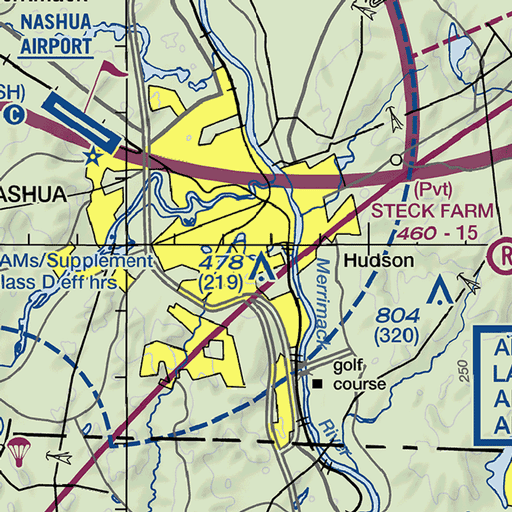 NASHUA
AIRPORT
SH)
C
ASHUA
(Pvt)
STECK FARM
460 - 15
R
AMs/Supplement
lass D eff hrs
478
(219)
Hudson
Merrimack
804
(320)
golf
course
250
River
A
LA
A
A